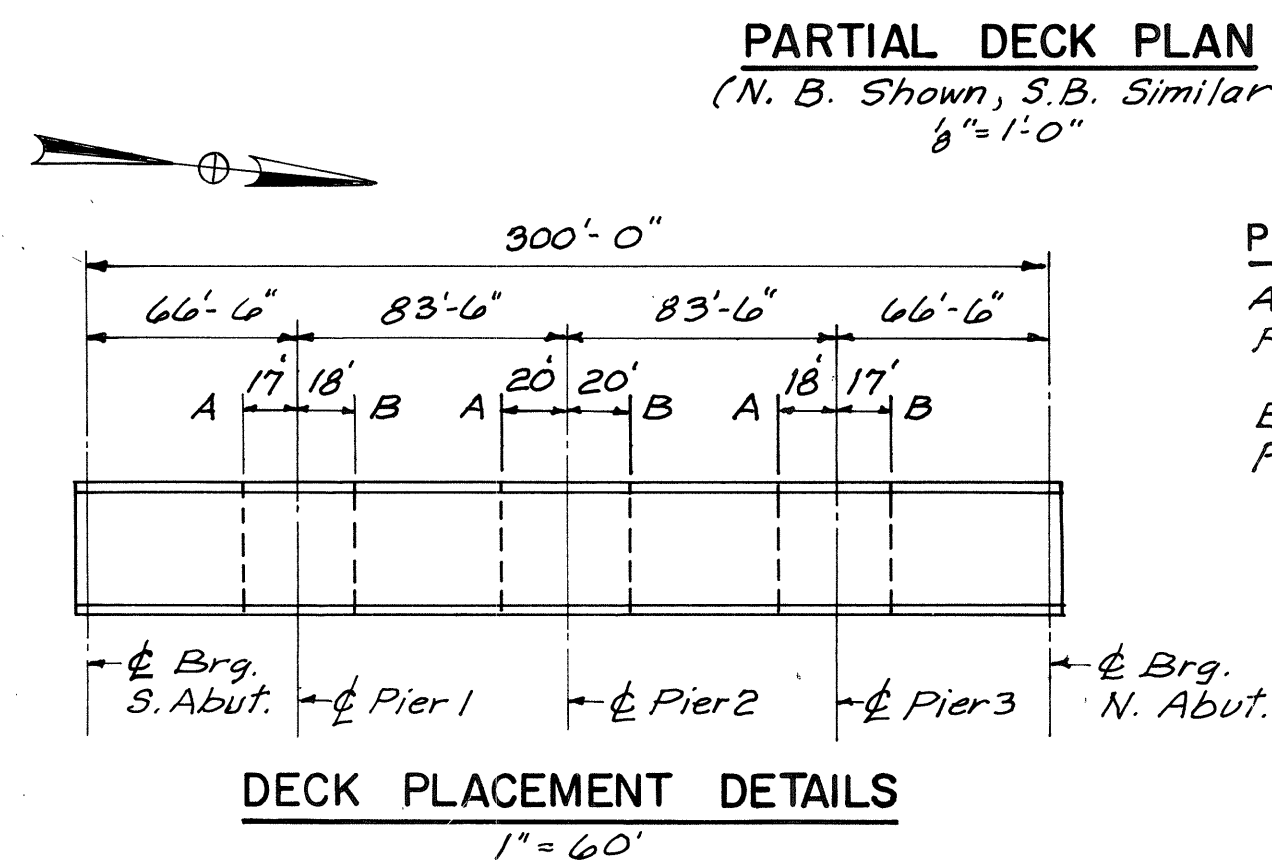 PARTIAL DECK PLAN
(N. B. Shown, S.B. Similar
1/8" = 1'-0"
300'-0"
66'-6" 83'-6" 83'-6" 66'-6"
17' 18' 20' 20' 18' 17'
A B A B A B
℄ Brg.
S. Abut.
℄ Pier 1
℄ Pier 2
℄ Pier 3
℄ Brg.
N. Abut.
DECK PLACEMENT DETAILS
1" = 60'
P
A
B